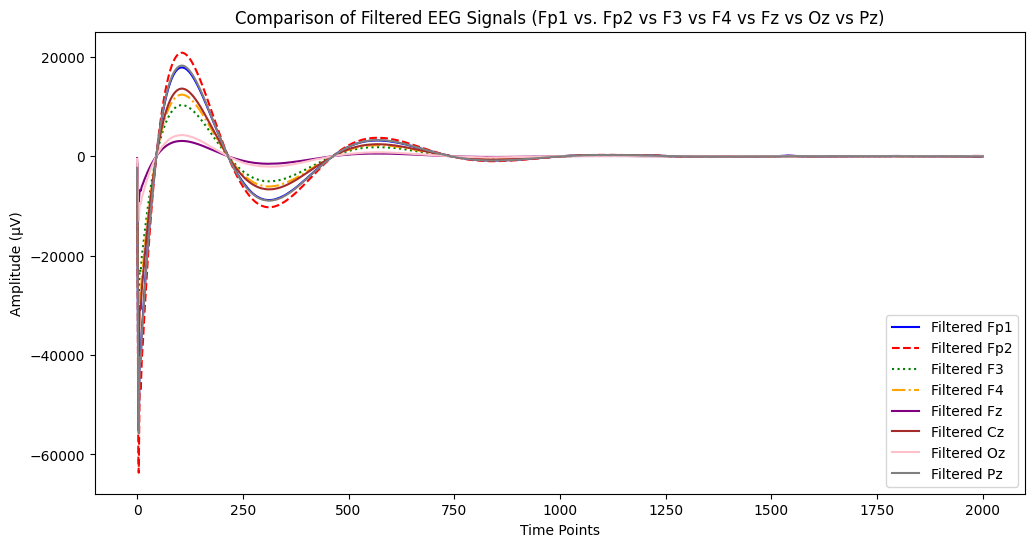 Comparison of Filtered EEG Signals (Fp1 vs. Fp2 vs F3 vs F4 vs Fz vs Oz vs Pz)
Amplitude (µV)
20000
0
−20000
−40000
−60000
0 250 500 750 1000 1250 1500 1750 2000
Time Points
Filtered Fp1
Filtered Fp2
Filtered F3
Filtered F4
Filtered Fz
Filtered Cz
Filtered Oz
Filtered Pz